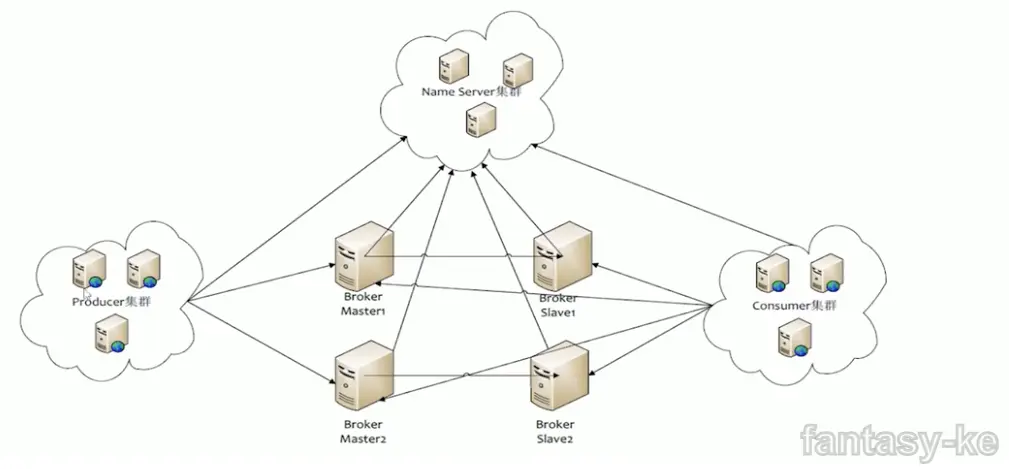 Name Server集群
Producer集群
Broker
Master1
Broker
Slave1
Consumer集群
Broker
Master2
Broker
Slave2
fantasy-ke